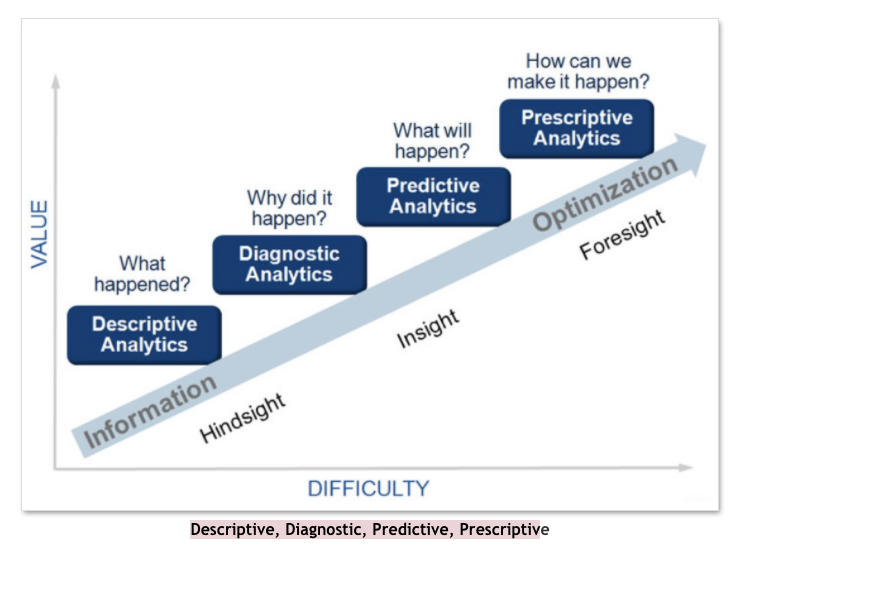 How can we
make it happen?
Prescriptive
Analytics
What will
happen?
Predictive
Analytics
Why did it
happen?
Diagnostic
Analytics
What
happened?
Descriptive
Analytics
VALUE
Information
Optimization
Hindsight
Insight
Foresight
DIFFICULTY
Descriptive, Diagnostic, Predictive, Prescriptive